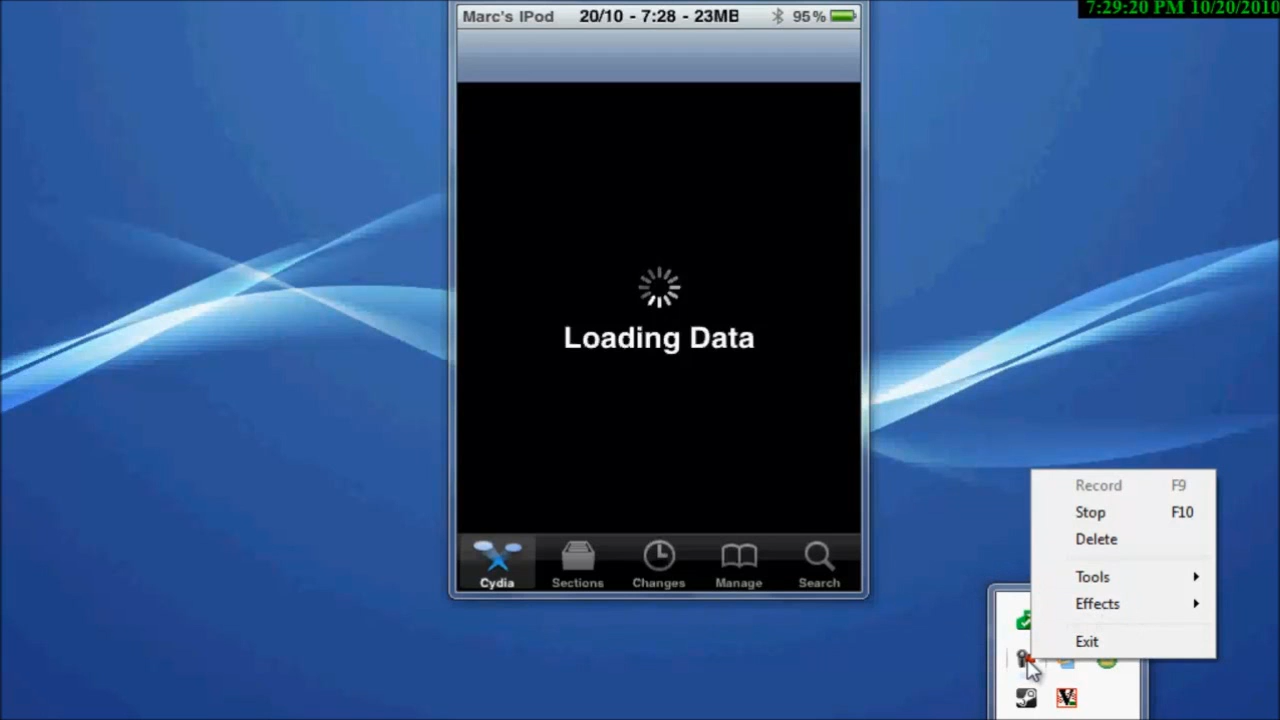 Marc's IPod 20/10 - 7:28 - 23MB 95%
7:29:20 PM 10/20/2010
Loading Data
Cydia Sections Changes Manage Search
Record F9
Stop F10
Delete
Tools
Effects
Exit
V